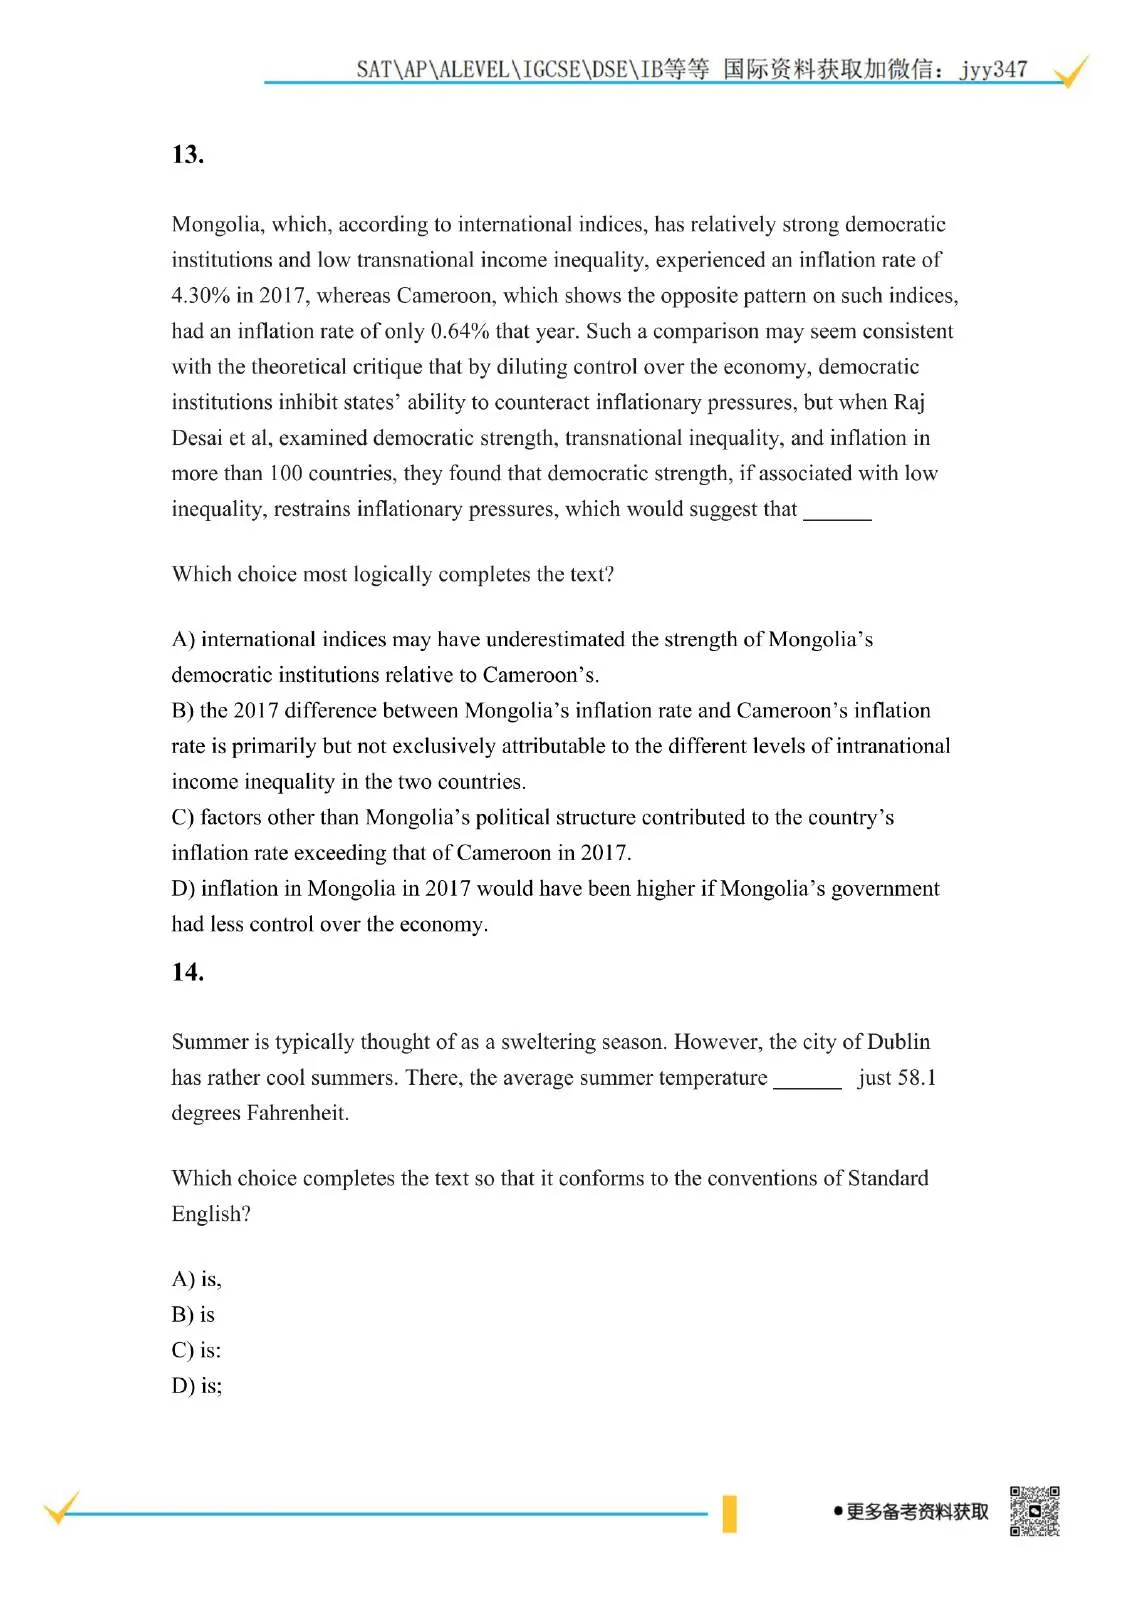 SAT\AP\ALEVEL\IGCSE\DSE\IB等等 国际资料获取加微信：jyy347
13.
Mongolia, which, according to international indices, has relatively strong democratic
institutions and low transnational income inequality, experienced an inflation rate of
4.30% in 2017, whereas Cameroon, which shows the opposite pattern on such indices,
had an inflation rate of only 0.64% that year. Such a comparison may seem consistent
with the theoretical critique that by diluting control over the economy, democratic
institutions inhibit states’ ability to counteract inflationary pressures, but when Raj
Desai et al, examined democratic strength, transnational inequality, and inflation in
more than 100 countries, they found that democratic strength, if associated with low
inequality, restrains inflationary pressures, which would suggest that ______
Which choice most logically completes the text?
A) international indices may have underestimated the strength of Mongolia’s
democratic institutions relative to Cameroon’s.
B) the 2017 difference between Mongolia’s inflation rate and Cameroon’s inflation
rate is primarily but not exclusively attributable to the different levels of intranational
income inequality in the two countries.
C) factors other than Mongolia’s political structure contributed to the country’s
inflation rate exceeding that of Cameroon in 2017.
D) inflation in Mongolia in 2017 would have been higher if Mongolia’s government
had less control over the economy.
14.
Summer is typically thought of as a sweltering season. However, the city of Dublin
has rather cool summers. There, the average summer temperature ______ just 58.1
degrees Fahrenheit.
Which choice completes the text so that it conforms to the conventions of Standard
English?
A) is,
B) is
C) is:
D) is;
•更多备考资料获取